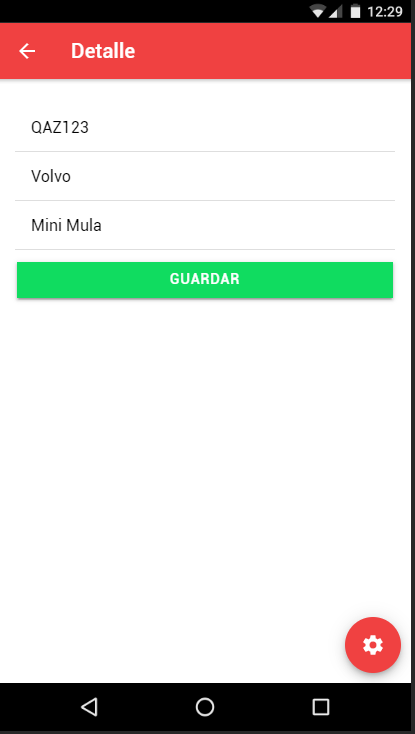 12:29
Detalle
QAZ123
Volvo
Mini Mula
GUARDAR